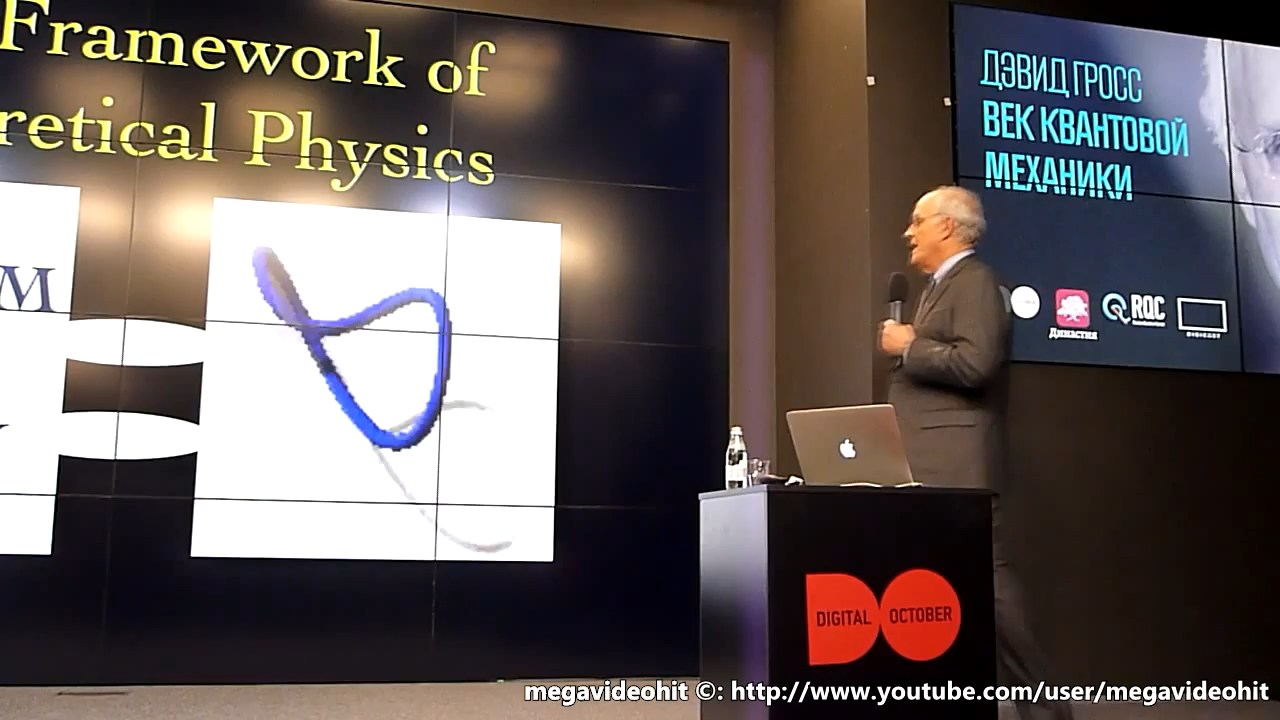 Framework of
retical Physics
M
ДЭВИД ГРОСС
ВЕК КВАНТОВОЙ
МЕХАНИКИ
Династия
RQC
DIGITAL OCTOBER
megavideohit ©: http://www.youtube.com/user/megavideohit